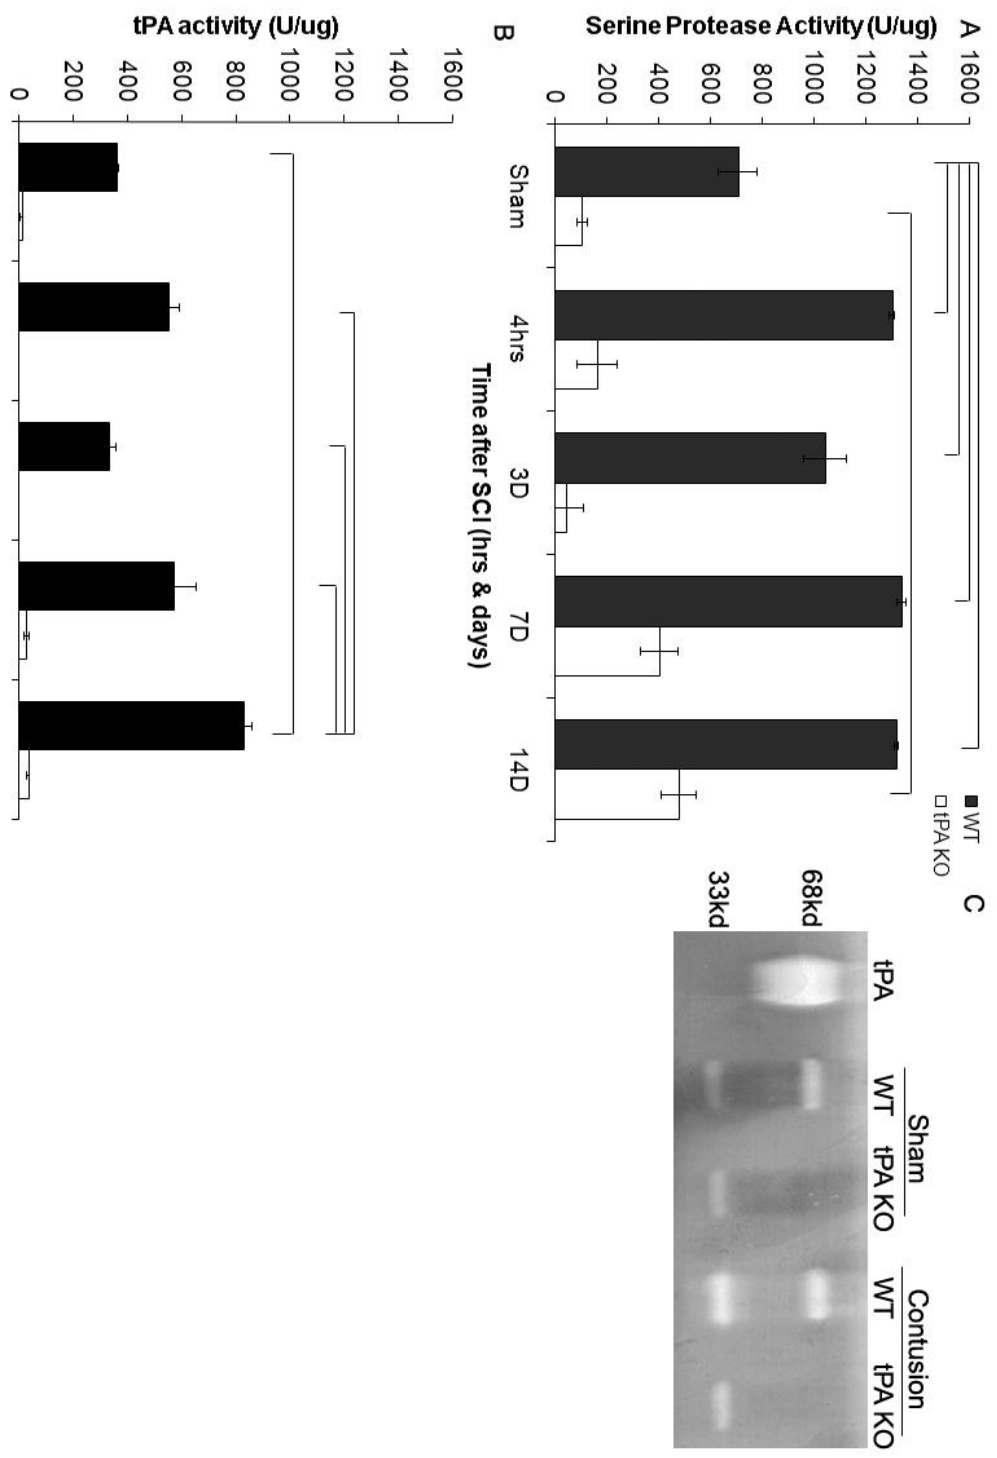 A
Serine Protease Activity (U/ug)
1600
1400
1200
1000
800
600
400
200
0
Sham
4hrs
3D
7D
14D
Time after SCI (hrs & days)
WT
tPA KO
B
tPA activity (U/ug)
1600
1400
1200
1000
800
600
400
200
0
C
Sham
Contusion
tPA
WT
tPA KO
WT
tPA KO
68kd
33kd